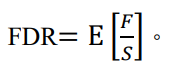 FDR= E [F/S] 。